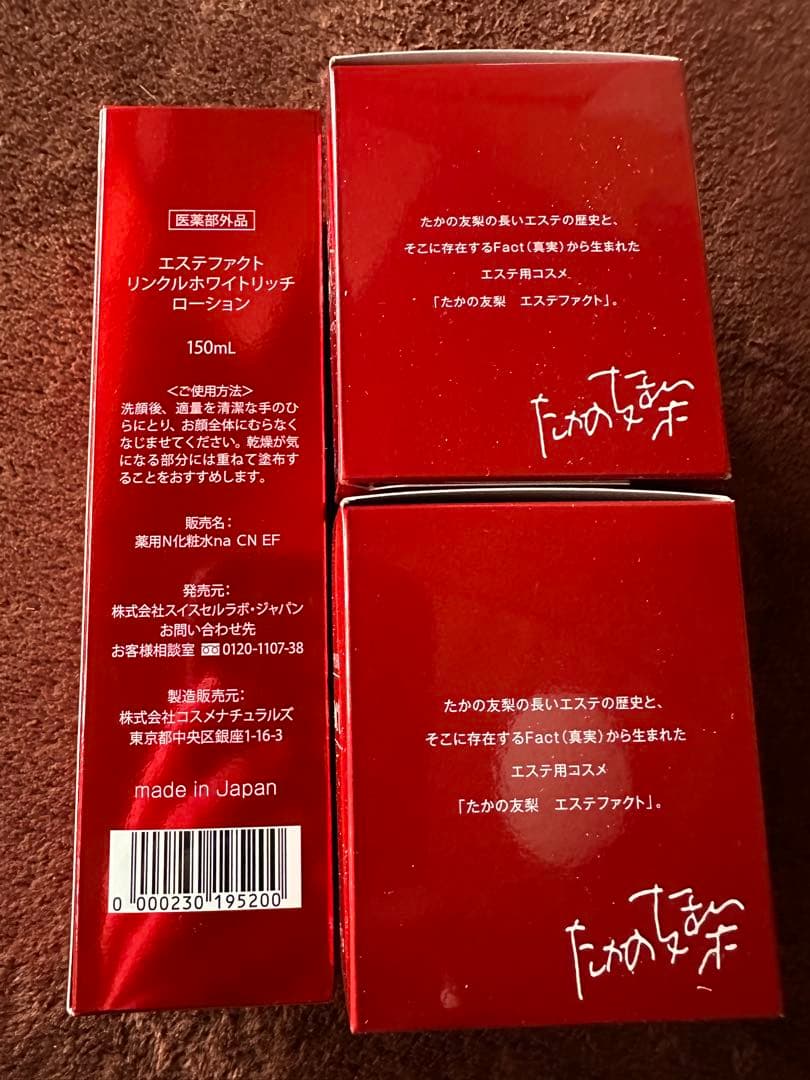 医薬部外品
エステファクト
リンクルホワイトリッチ
ローション
150mL
＜ご使用方法＞
洗顔後、適量を清潔な手のひ
らにとり、お顔全体にむらなく
なじませてください。乾燥が気
になる部分には重ねて塗布す
ることをおすすめします。
販売名：
薬用N化粧水na CN EF
発売元：
株式会社スイスセルラボ・ジャパン
お問い合わせ先
お客様相談室 0120-1107-38
製造販売元：
株式会社コスメナチュラルズ
東京都中央区銀座1-16-3
made in Japan
0 000230 195200
たかの友梨の長いエステの歴史と、
そこに存在するFact（真実）から生まれた
エステ用コスメ
「たかの友梨　エステファクト」。
たかの友梨
たかの友梨の長いエステの歴史と、
そこに存在するFact（真実）から生まれた
エステ用コスメ
「たかの友梨　エステファクト」。
たかの友梨